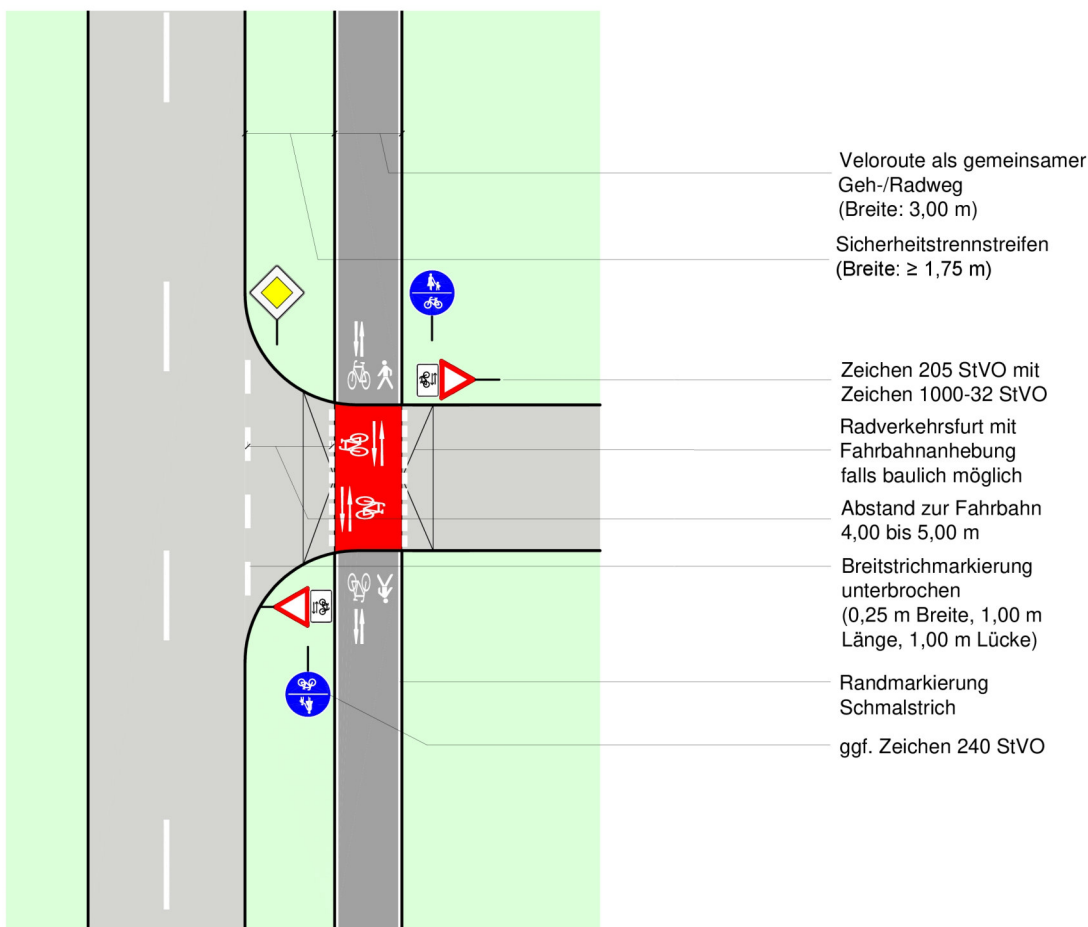 Veloroute als gemeinsamer
Geh-/Radweg
(Breite: 3,00 m)
Sicherheitstrennstreifen
(Breite: ≥ 1,75 m)
Zeichen 205 StVO mit
Zeichen 1000-32 StVO
Radverkehrsfurt mit
Fahrbahnanhebung
falls baulich möglich
Abstand zur Fahrbahn
4,00 bis 5,00 m
Breitstrichmarkierung
unterbrochen
(0,25 m Breite, 1,00 m
Länge, 1,00 m Lücke)
Randmarkierung
Schmalstrich
ggf. Zeichen 240 StVO